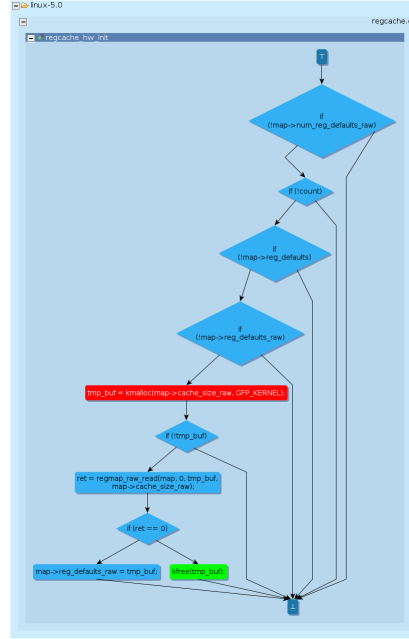 linux-5.0
regcache.
regcache_hw_init
⊤
if
(!map->num_reg_defaults_raw)
if (!count)
if
(!map->reg_defaults)
if
(!map->reg_defaults_raw)
tmp_buf = kmalloc(map->cache_size_raw, GFP_KERNEL);
if (!tmp_buf)
ret = regmap_raw_read(map, 0, tmp_buf,
map->cache_size_raw);
if (ret == 0)
map->reg_defaults_raw = tmp_buf;
kfree(tmp_buf);
⊥